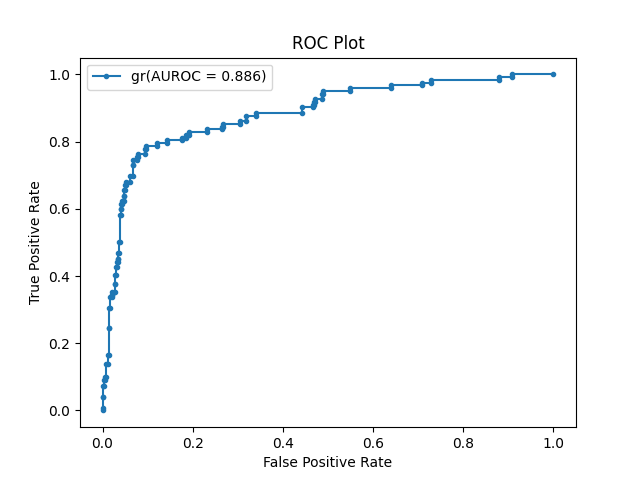 ROC Plot
gr(AUROC = 0.886)
True Positive Rate
1.0
0.8
0.6
0.4
0.2
0.0
0.0 0.2 0.4 0.6 0.8 1.0
False Positive Rate